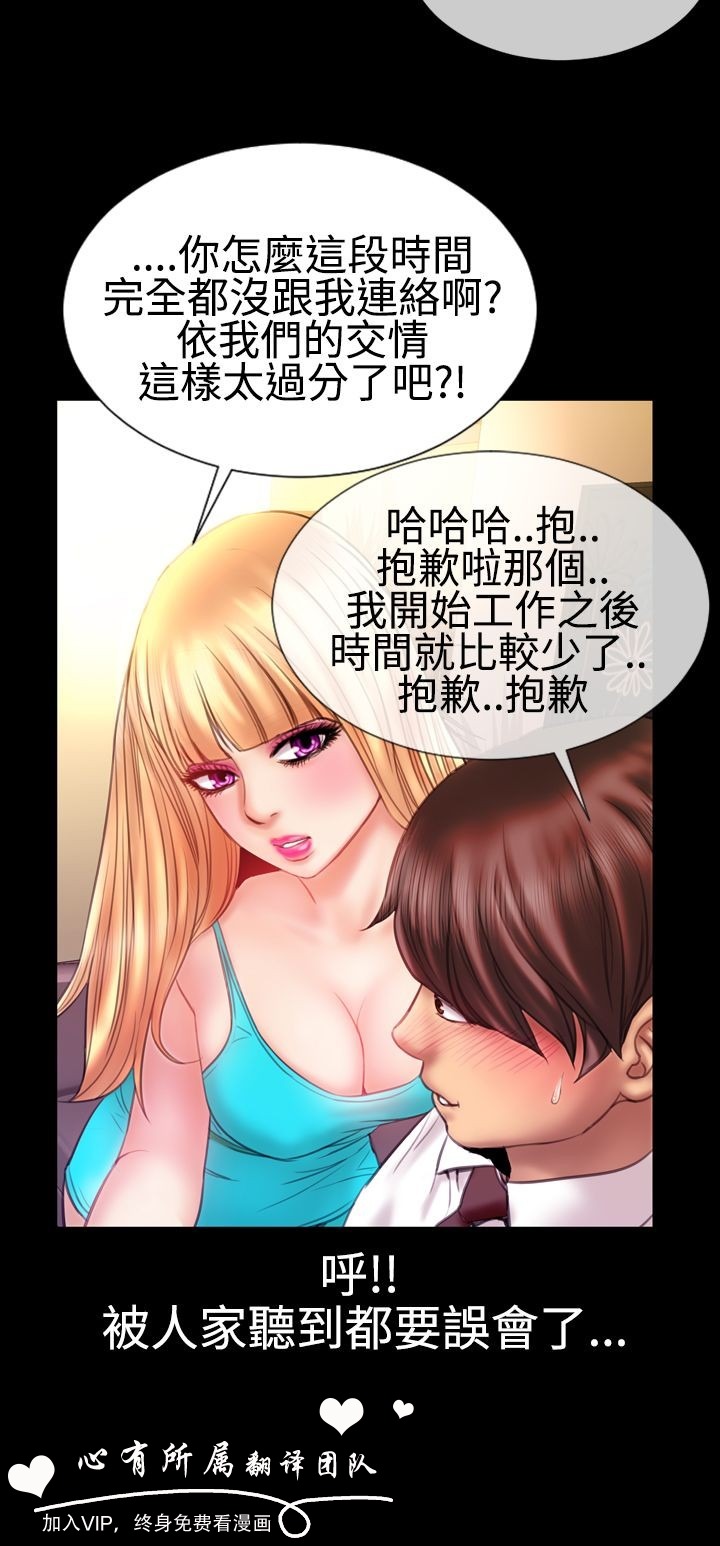 ....你怎麼這段時間
完全都沒跟我連絡啊?
依我們的交情
這樣太過分了吧?!
哈哈哈..抱..
抱歉啦那個..
我開始工作之後
時間就比較少了..
抱歉..抱歉
呼!!
被人家聽到都要誤會了...
心有所属翻译团队
加入VIP，终身免费看漫画